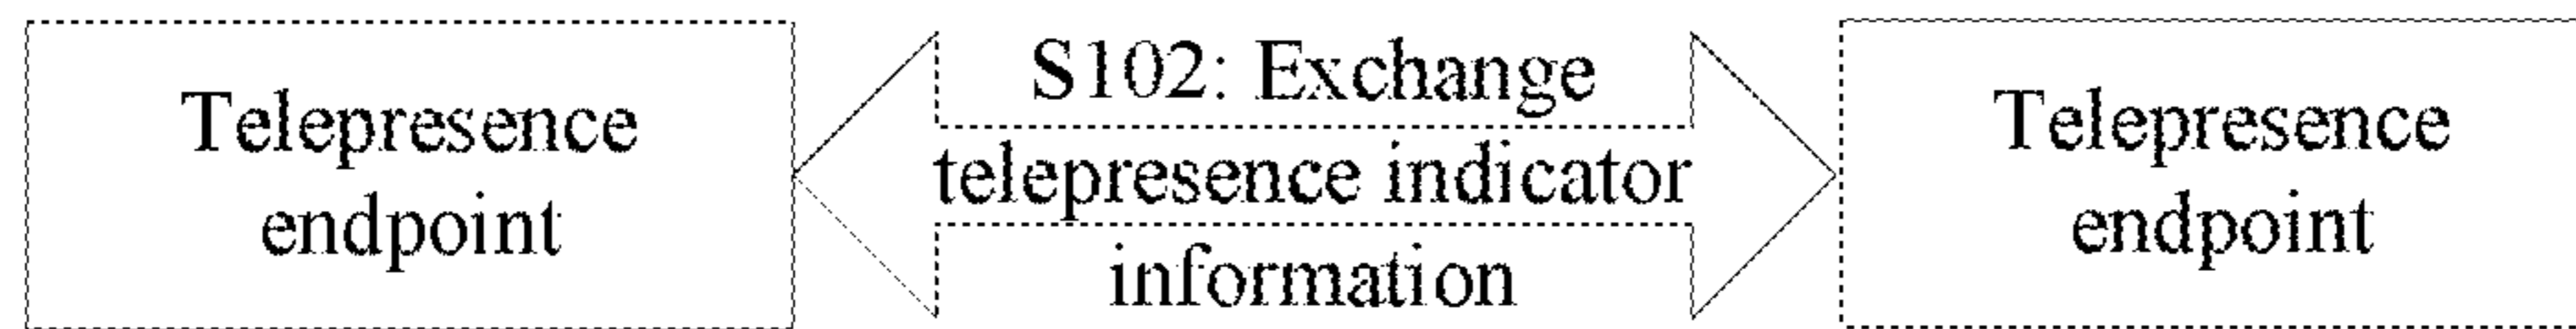 Telepresence
endpoint
S102: Exchange
telepresence indicator
information
Telepresence
endpoint